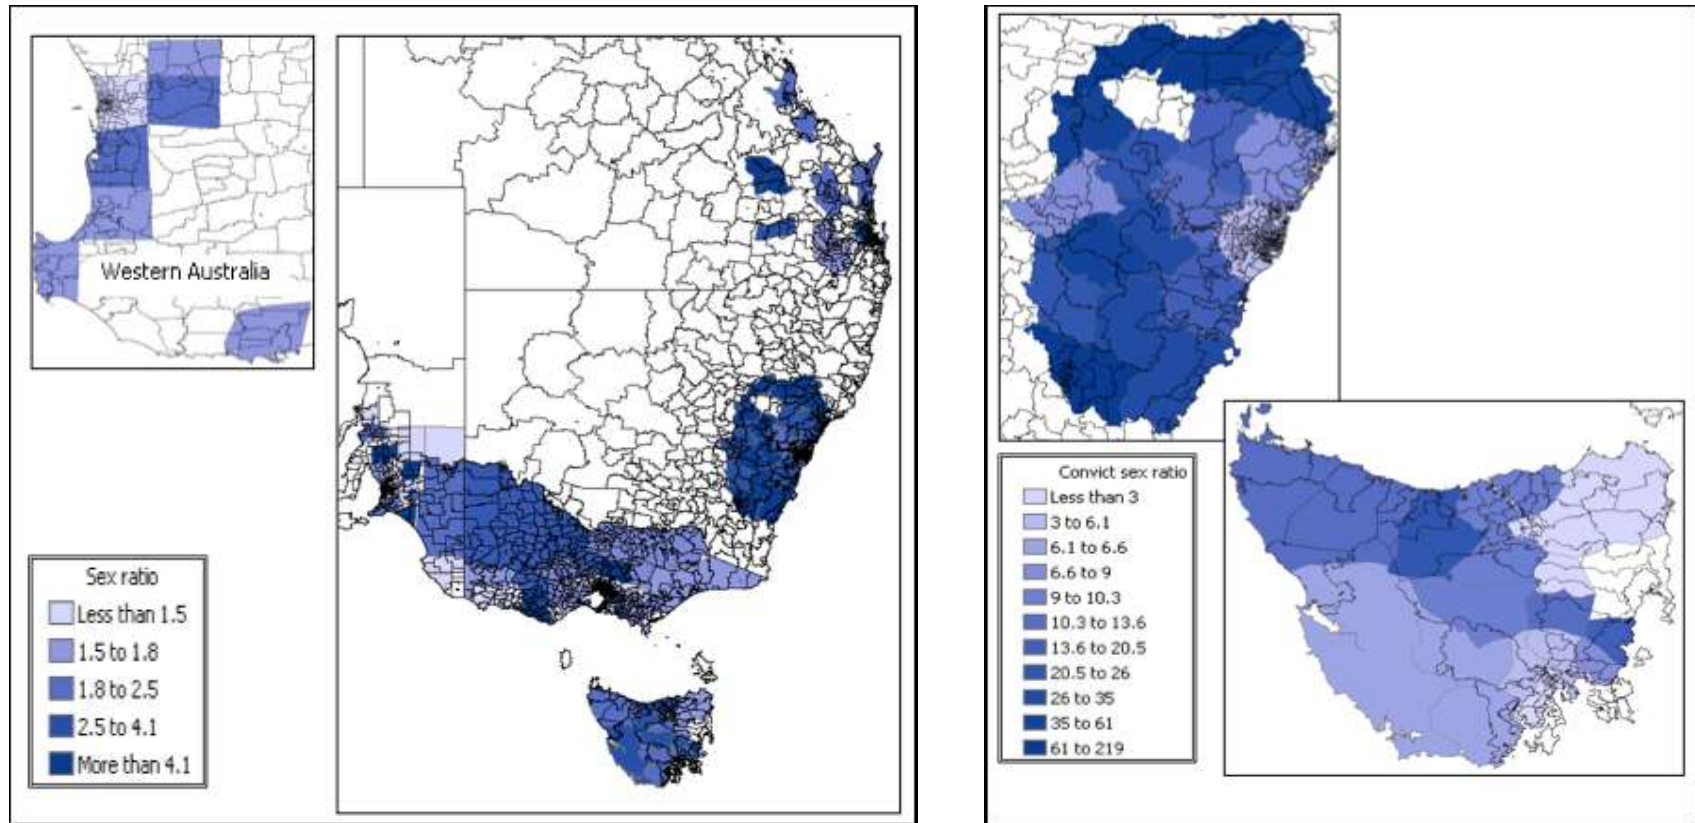 Western Australia
Sex ratio
Less than 1.5
1.5 to 1.8
1.8 to 2.5
2.5 to 4.1
More than 4.1
Convict sex ratio
Less than 3
3 to 6.1
6.1 to 6.6
6.6 to 9
9 to 10.3
10.3 to 13.6
13.6 to 20.5
20.5 to 26
26 to 35
35 to 61
61 to 219